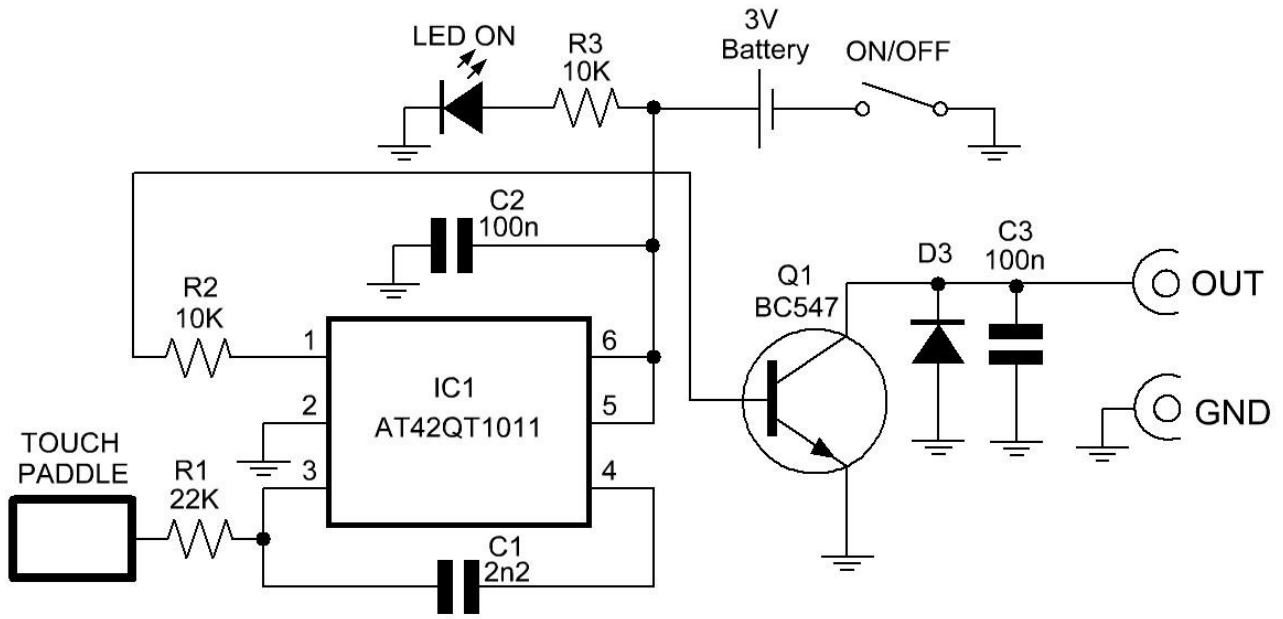 LED ON
R3
10K
3V
Battery
ON/OFF
C2
100n
R2
10K
1
2
3
IC1
AT42QT1011
6
5
4
Q1
BC547
D3
C3
100n
OUT
GND
TOUCH
PADDLE
R1
22K
C1
2n2